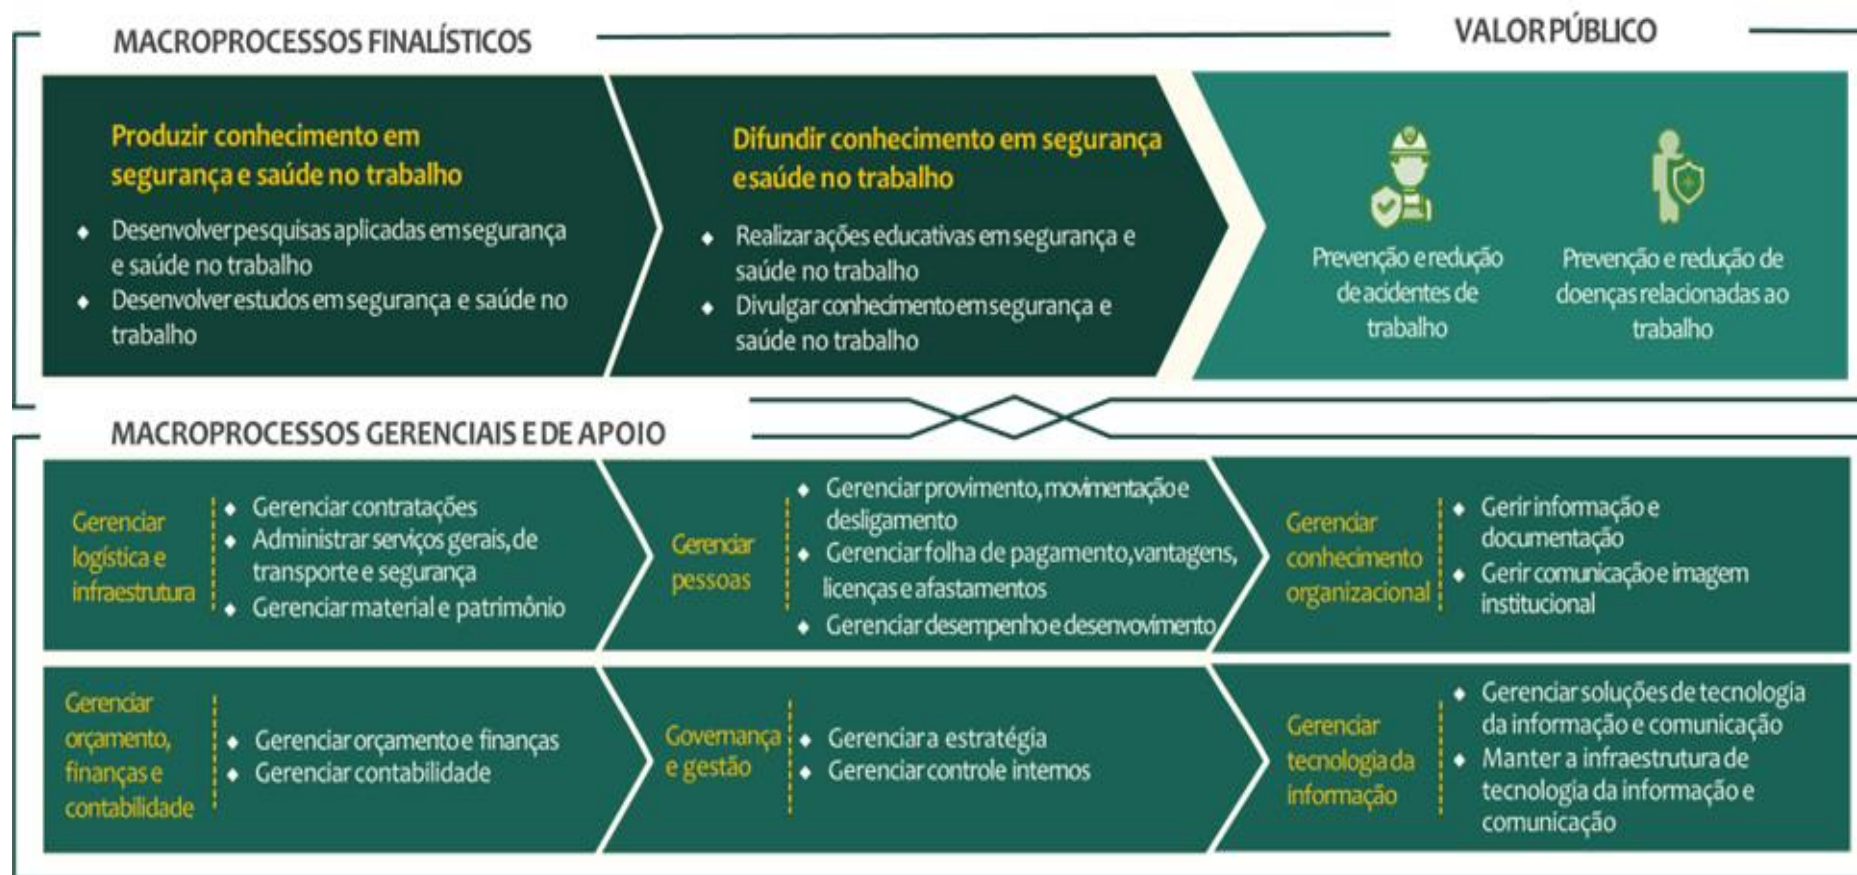 MACROPROCESSOS FINALÍSTICOS
VALOR PÚBLICO
Produzir conhecimento em
segurança e saúde no trabalho
◆ Desenvolver pesquisas aplicadas em segurança
e saúde no trabalho
◆ Desenvolver estudos em segurança e saúde no
trabalho
Difundir conhecimento em segurança
e saúde no trabalho
◆ Realizar ações educativas em segurança e
saúde no trabalho
◆ Divulgar conhecimento em segurança e
saúde no trabalho
Prevenção e redução
de acidentes de
trabalho
Prevenção e redução de
doenças relacionadas ao
trabalho
MACROPROCESSOS GERENCIAIS E DE APOIO
Gerenciar
logística e
infraestrutura
◆ Gerenciar contratações
◆ Administrar serviços gerais, de
transporte e segurança
◆ Gerenciar material e patrimônio
Gerenciar
pessoas
◆ Gerenciar provimento, movimentação e
desligamento
◆ Gerenciar folha de pagamento, vantagens,
licenças e afastamentos
◆ Gerenciar desempenho e desenvovimento
Gerenciar
conhecimento
organizacional
◆ Gerir informação e
documentação
◆ Gerir comunicação e imagem
institucional
Gerenciar
orçamento,
finanças e
contabilidade
◆ Gerenciar orçamento e finanças
◆ Gerenciar contabilidade
Governança
e gestão
◆ Gerenciar a estratégia
◆ Gerenciar controle internos
Gerenciar
tecnologia da
informação
◆ Gerenciar soluções de tecnologia
da informação e comunicação
◆ Manter a infraestrutura de
tecnologia da informação e
comunicação